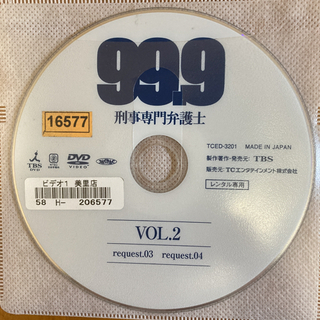 99.9
16577
刑事専門弁護士
TCED-3201 MADE IN JAPAN
製作著作・発売元: TBS
販売元: TCエンタテインメント株式会社
レンタル専用
TBS
DVD
VIDEO
ビデオ1 美里店
58 H- 206577
VOL.2
request.03 request.04